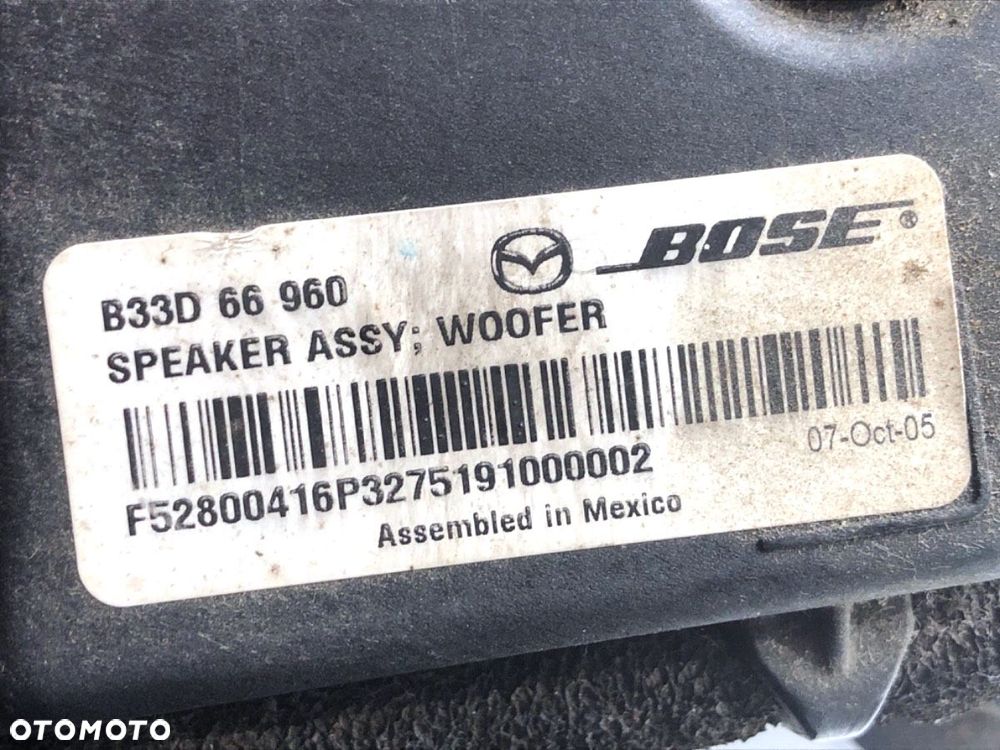 BOSE®
B33D 66 960
SPEAKER ASSY; WOOFER
07-Oct-05
F52800416P3275191000002
Assembled in Mexico
OTOMOTO